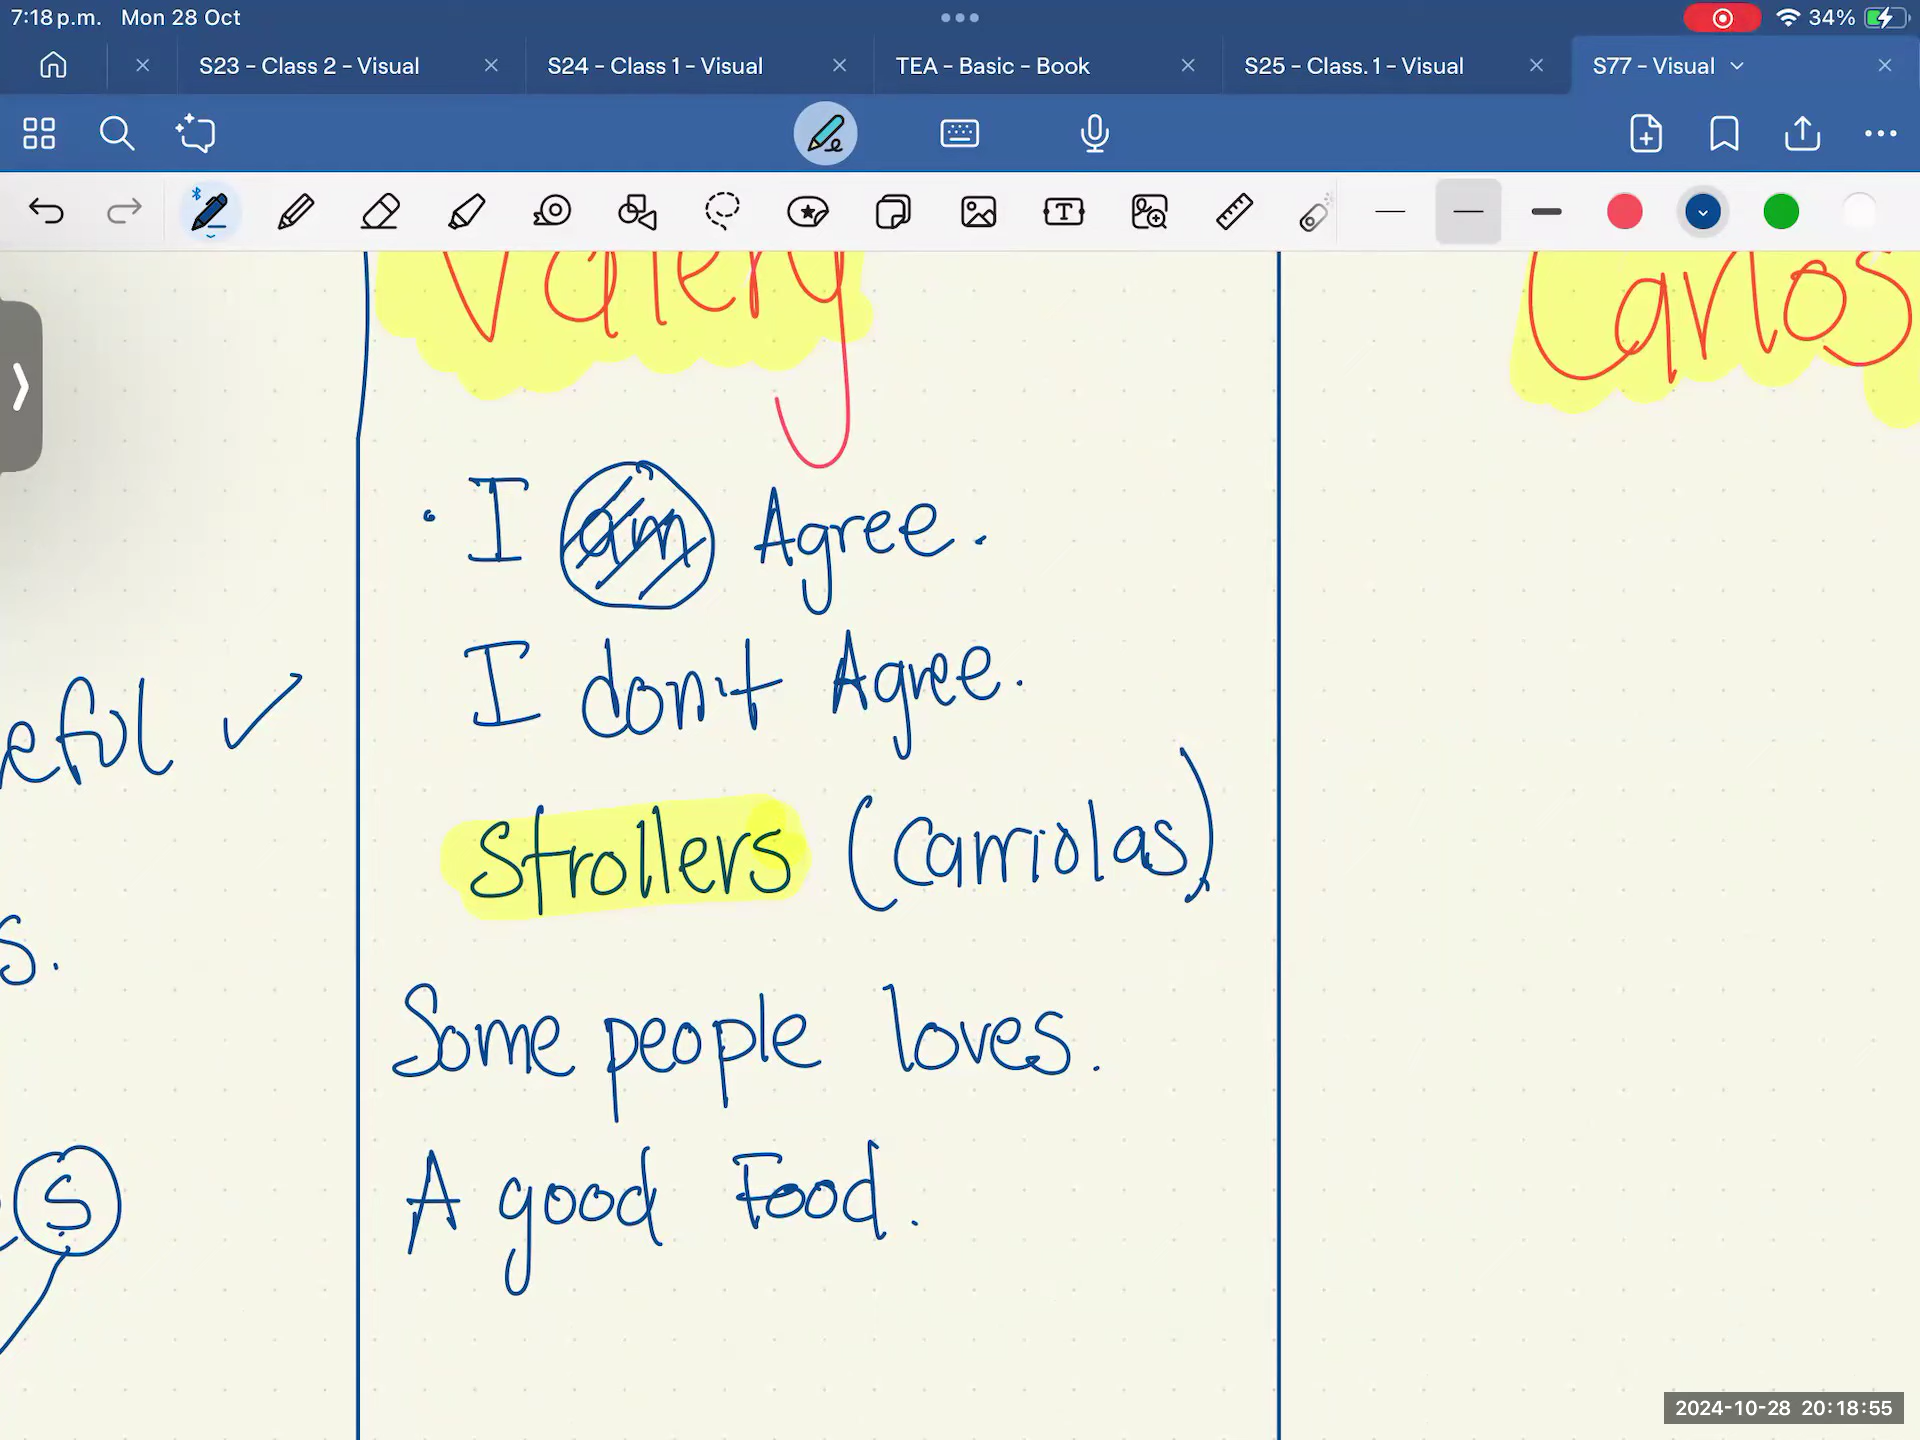 7:18 p.m. Mon 28 Oct
34%
S23 - Class 2 - Visual
S24 - Class 1 - Visual
TEA - Basic - Book
S25 - Class. 1 - Visual
S77 - Visual
Valery
Carlos
· I am Agree.
I don't Agree.
eful ✓
Strollers (Carriolas)
s.
Some people loves.
A good Food.
S
2024-10-28 20:18:55